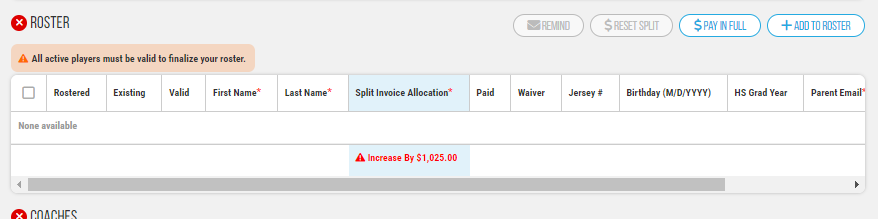 ROSTER
REMIND
$ RESET SPLIT
$ PAY IN FULL
+ ADD TO ROSTER
All active players must be valid to finalize your roster.
Rostered Existing Valid First Name* Last Name* Split Invoice Allocation* Paid Waiver Jersey # Birthday (M/D/YYYY) HS Grad Year Parent Email*
None available
Increase By $1,025.00
COACHES